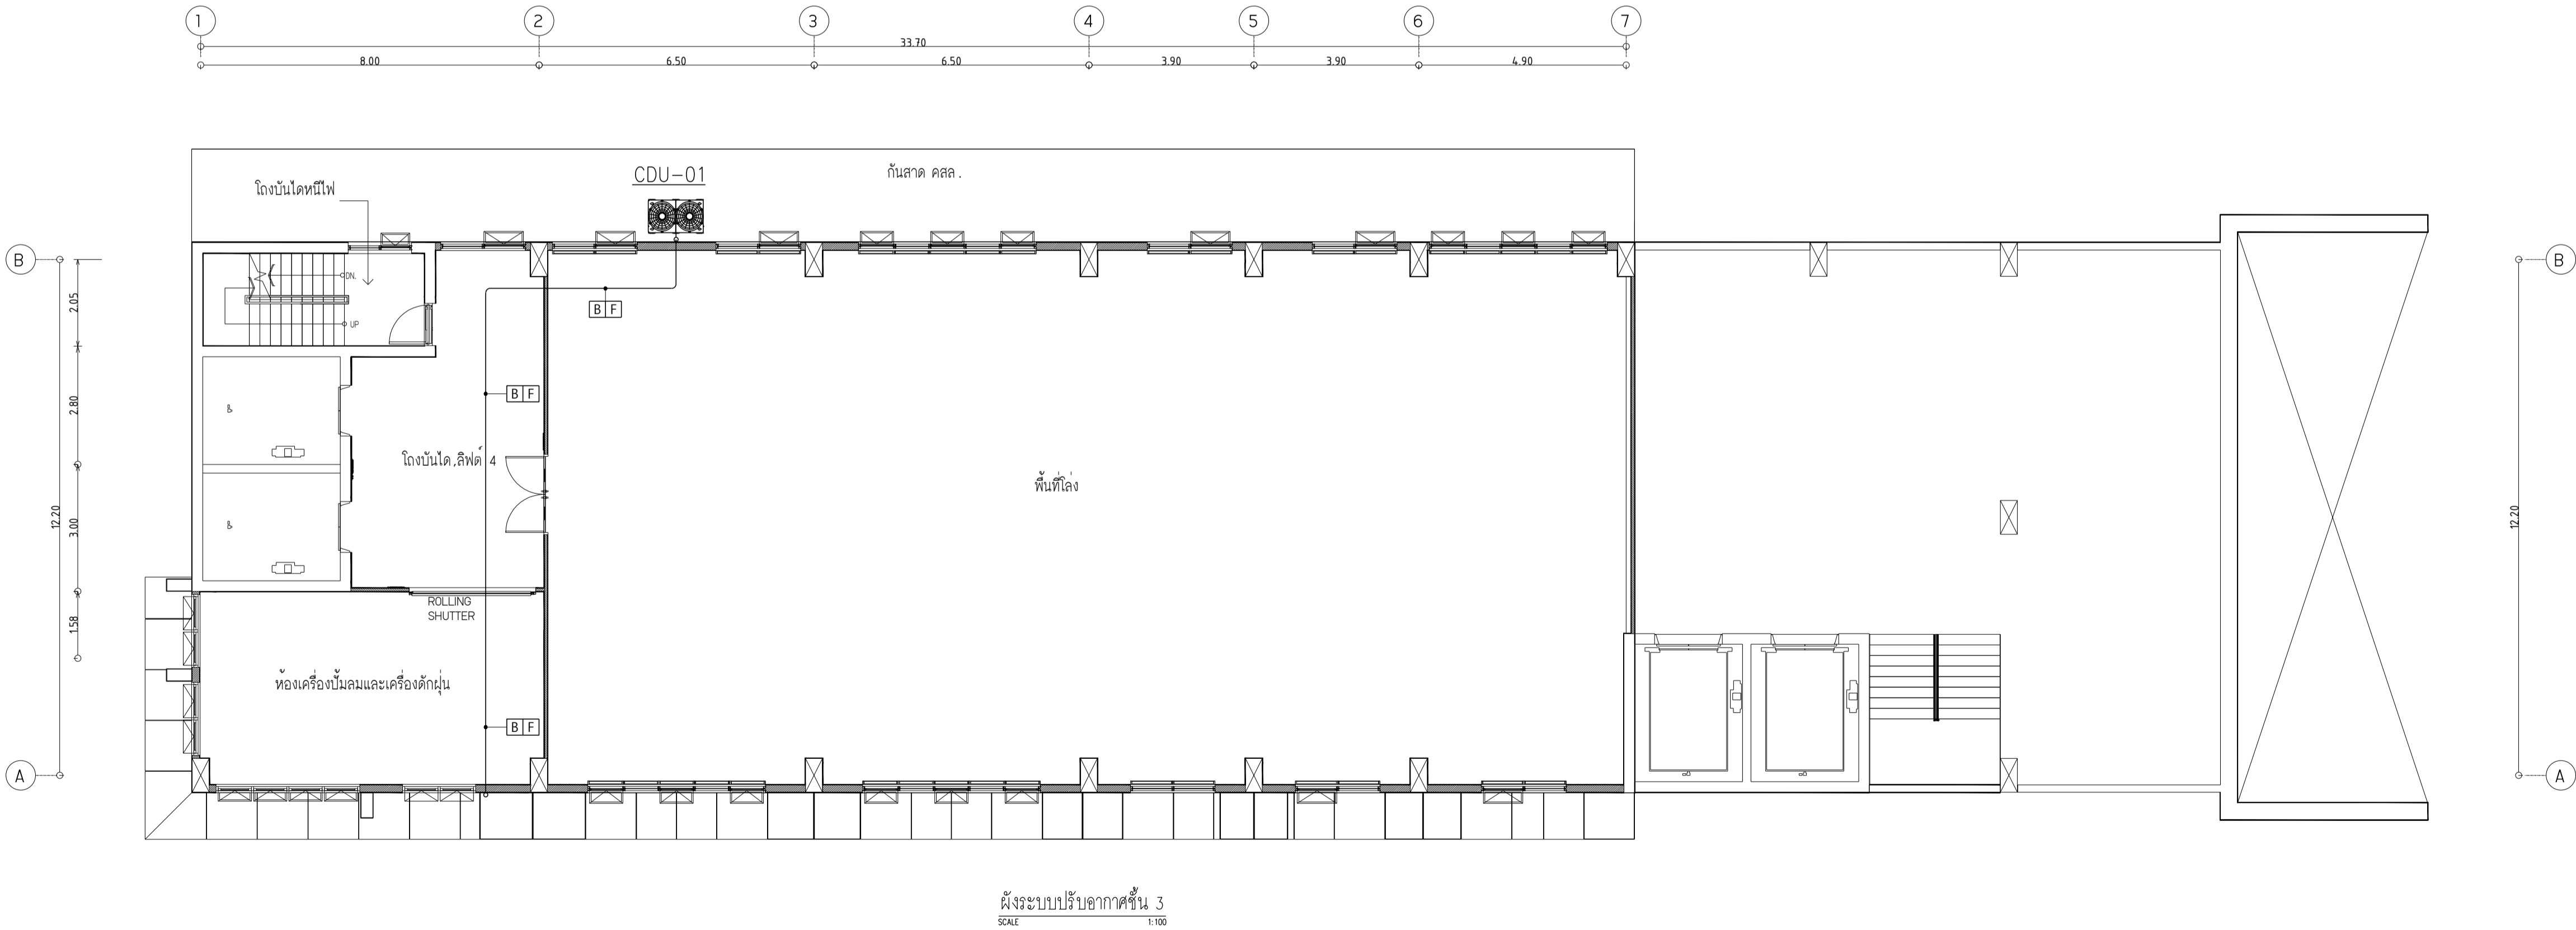 1 2 3 4 5 6 7
33.70
8.00 6.50 6.50 3.90 3.90 4.90
CDU-01
กันสาด คสล.
โถงบันไดหนีไฟ
B B
DN.
2.05
B F
UP
B F
2.80
โถงบันได,ลิฟต์ 4
พื้นที่โล่ง
12.20
3.00
12.20
ROLLING
SHUTTER
1.58
ห้องเครื่องปั๊มลมและเครื่องดักฝุ่น
B F
A A
ผังระบบปรับอากาศชั้น 3
SCALE 1:100